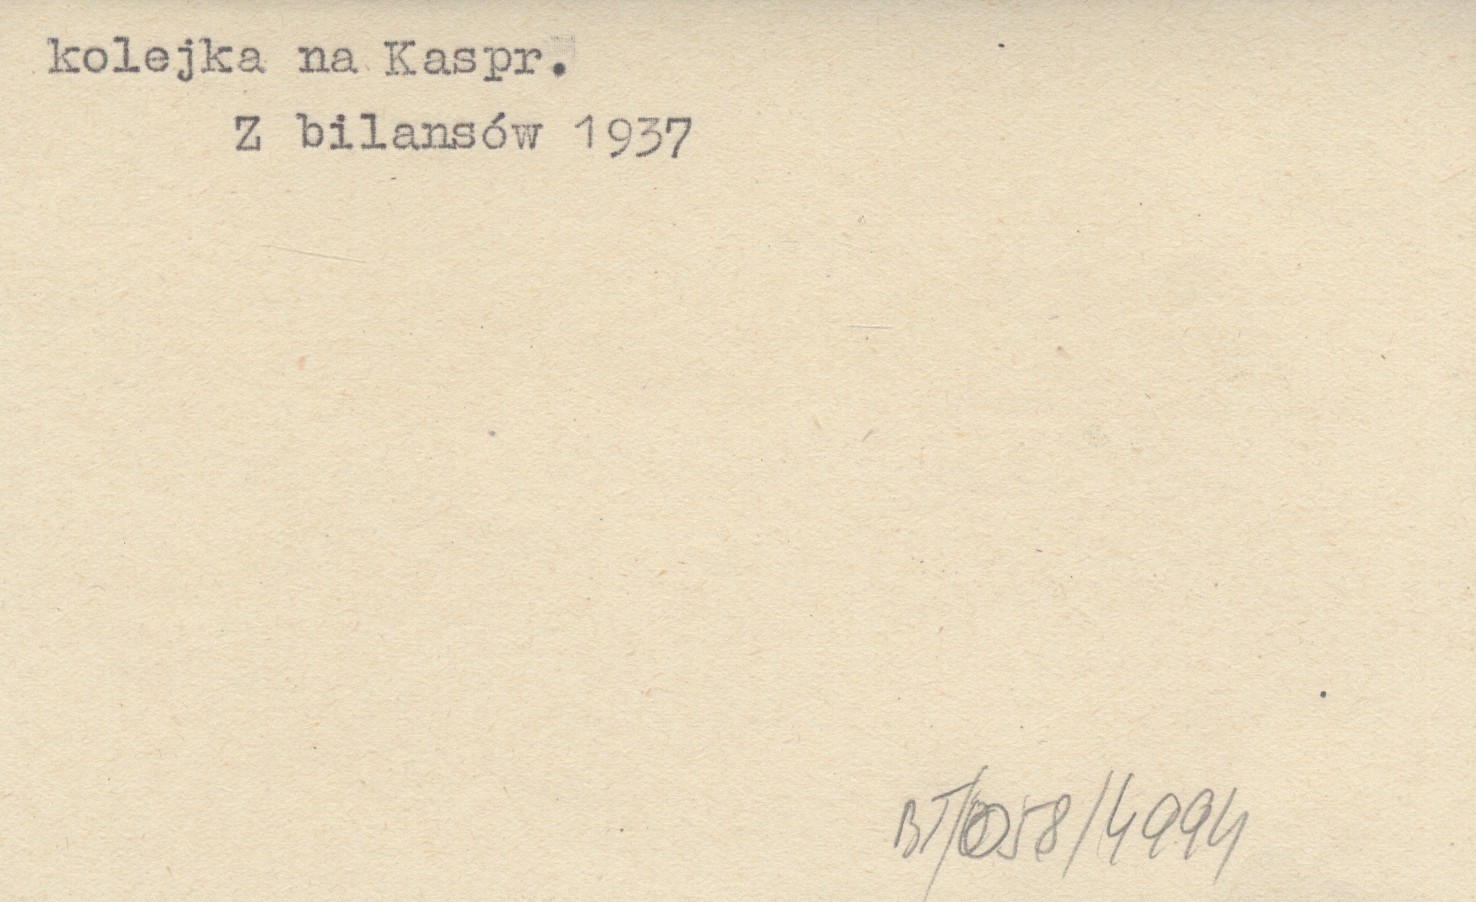 kolejka na Kaspr.
Z bilansów 1937
BT/058/4994